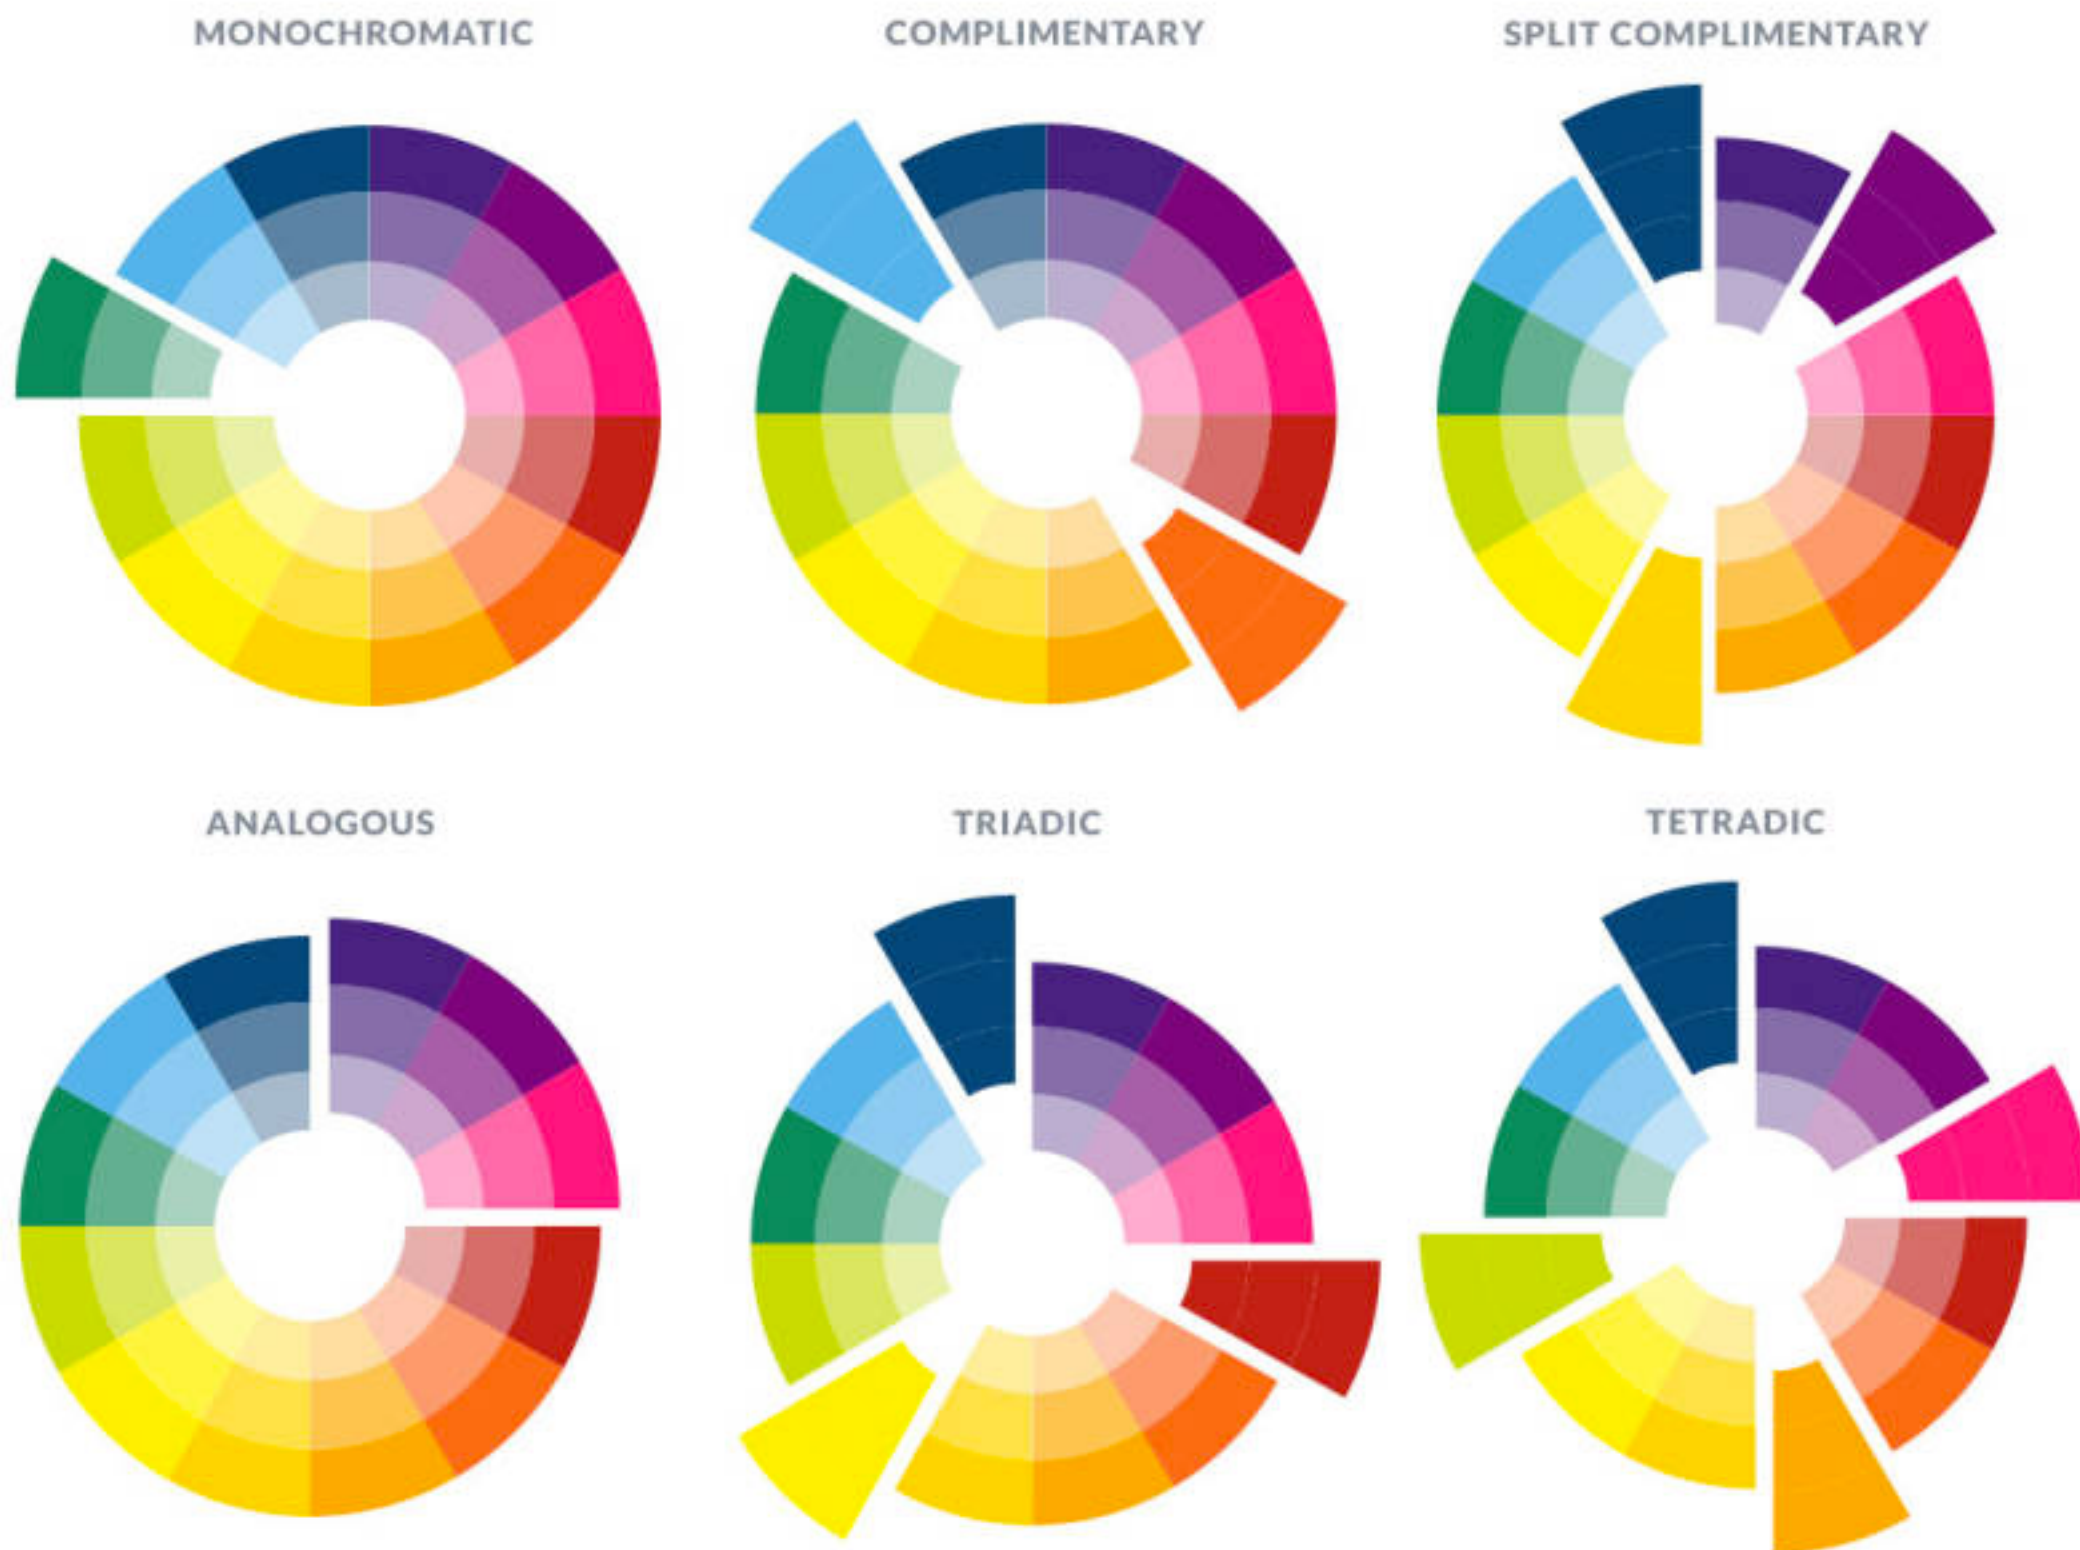 MONOCHROMATIC
COMPLIMENTARY
SPLIT COMPLIMENTARY
ANALOGOUS
TRIADIC
TETRADIC